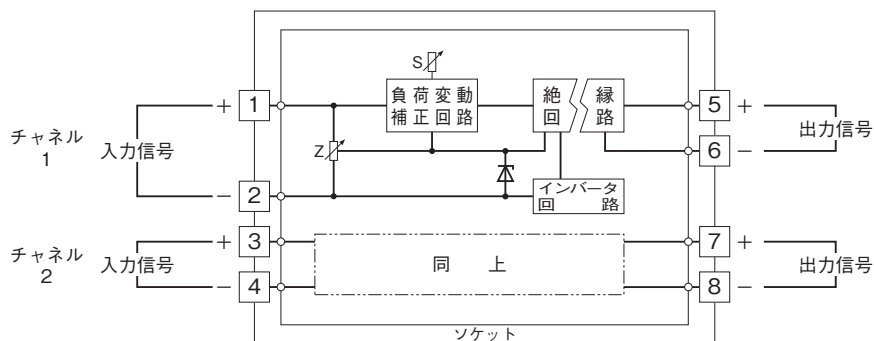 S
負荷変動
補正回路
絶 縁
回 路
Z
インバータ
回 路
チャネル
1
入力信号
+ 1
− 2
5 +
6 −
出力信号
チャネル
2
入力信号
+ 3
− 4
同 上
7 +
8 −
出力信号
ソケット